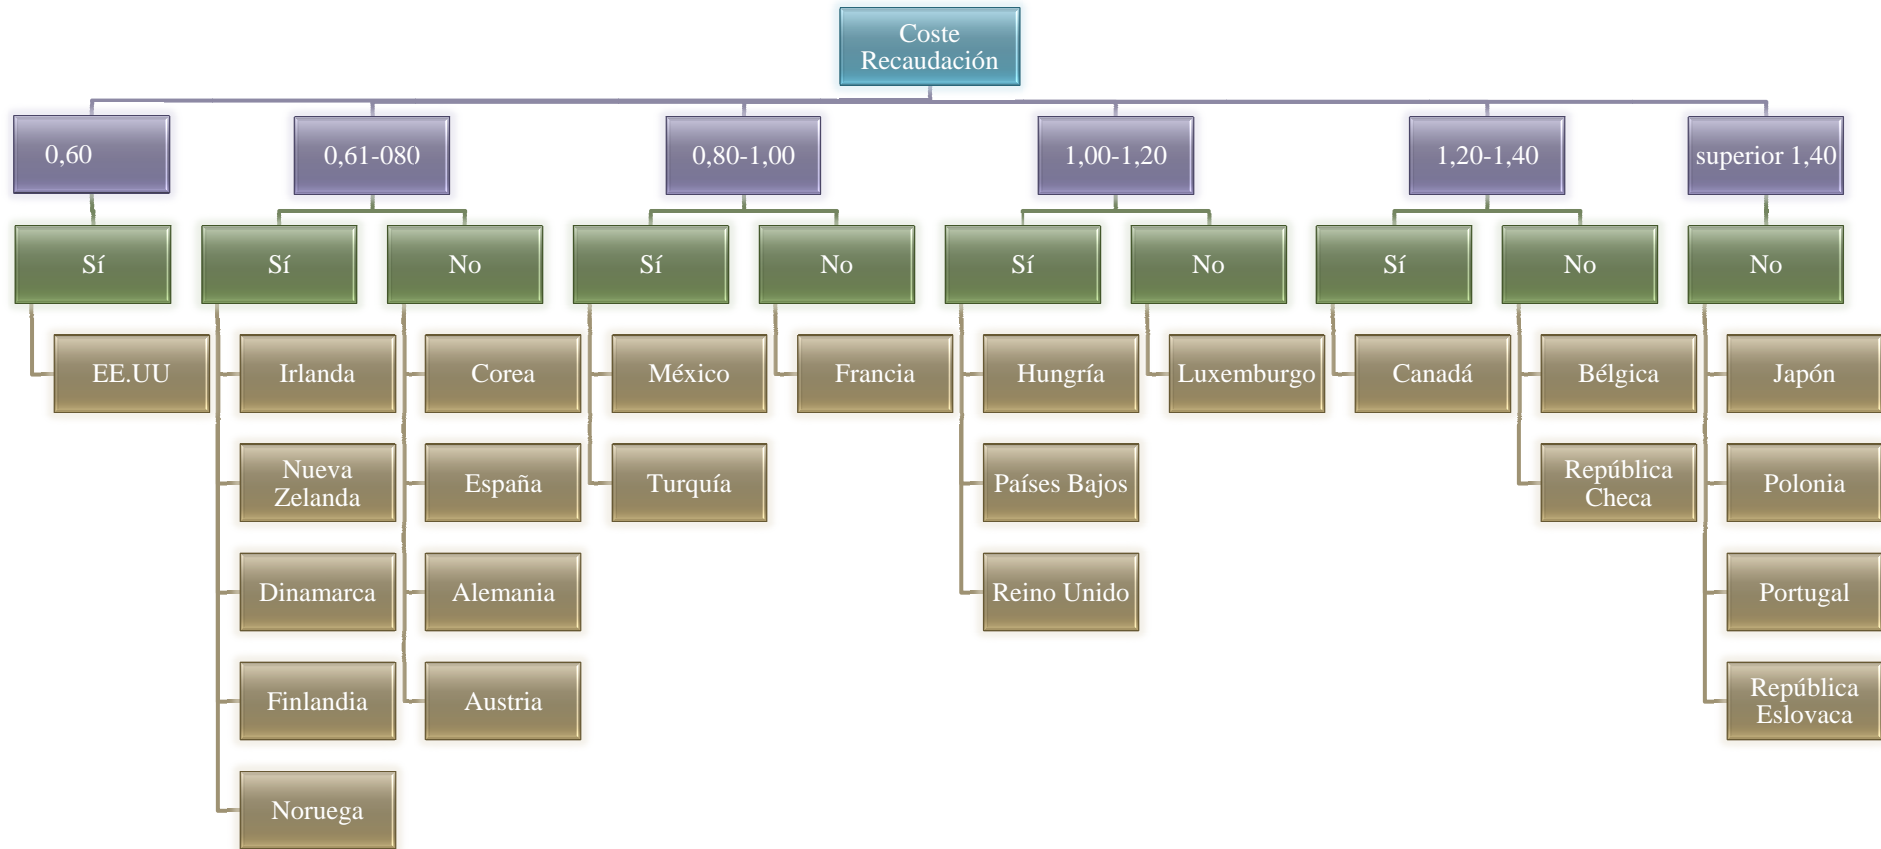 Coste
Recaudación
0,60
0,61-080
0,80-1,00
1,00-1,20
1,20-1,40
superior 1,40
Sí
Sí
No
Sí
No
Sí
No
Sí
No
No
EE.UU
Irlanda
Corea
México
Francia
Hungría
Luxemburgo
Canadá
Bélgica
Japón
Nueva
Zelanda
España
Turquía
Países Bajos
República
Checa
Polonia
Dinamarca
Alemania
Reino Unido
Portugal
Finlandia
Austria
República
Eslovaca
Noruega